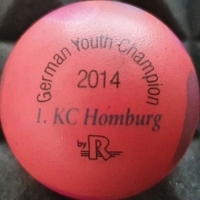 German Youth Champion
2014
1. KC Homburg
by R